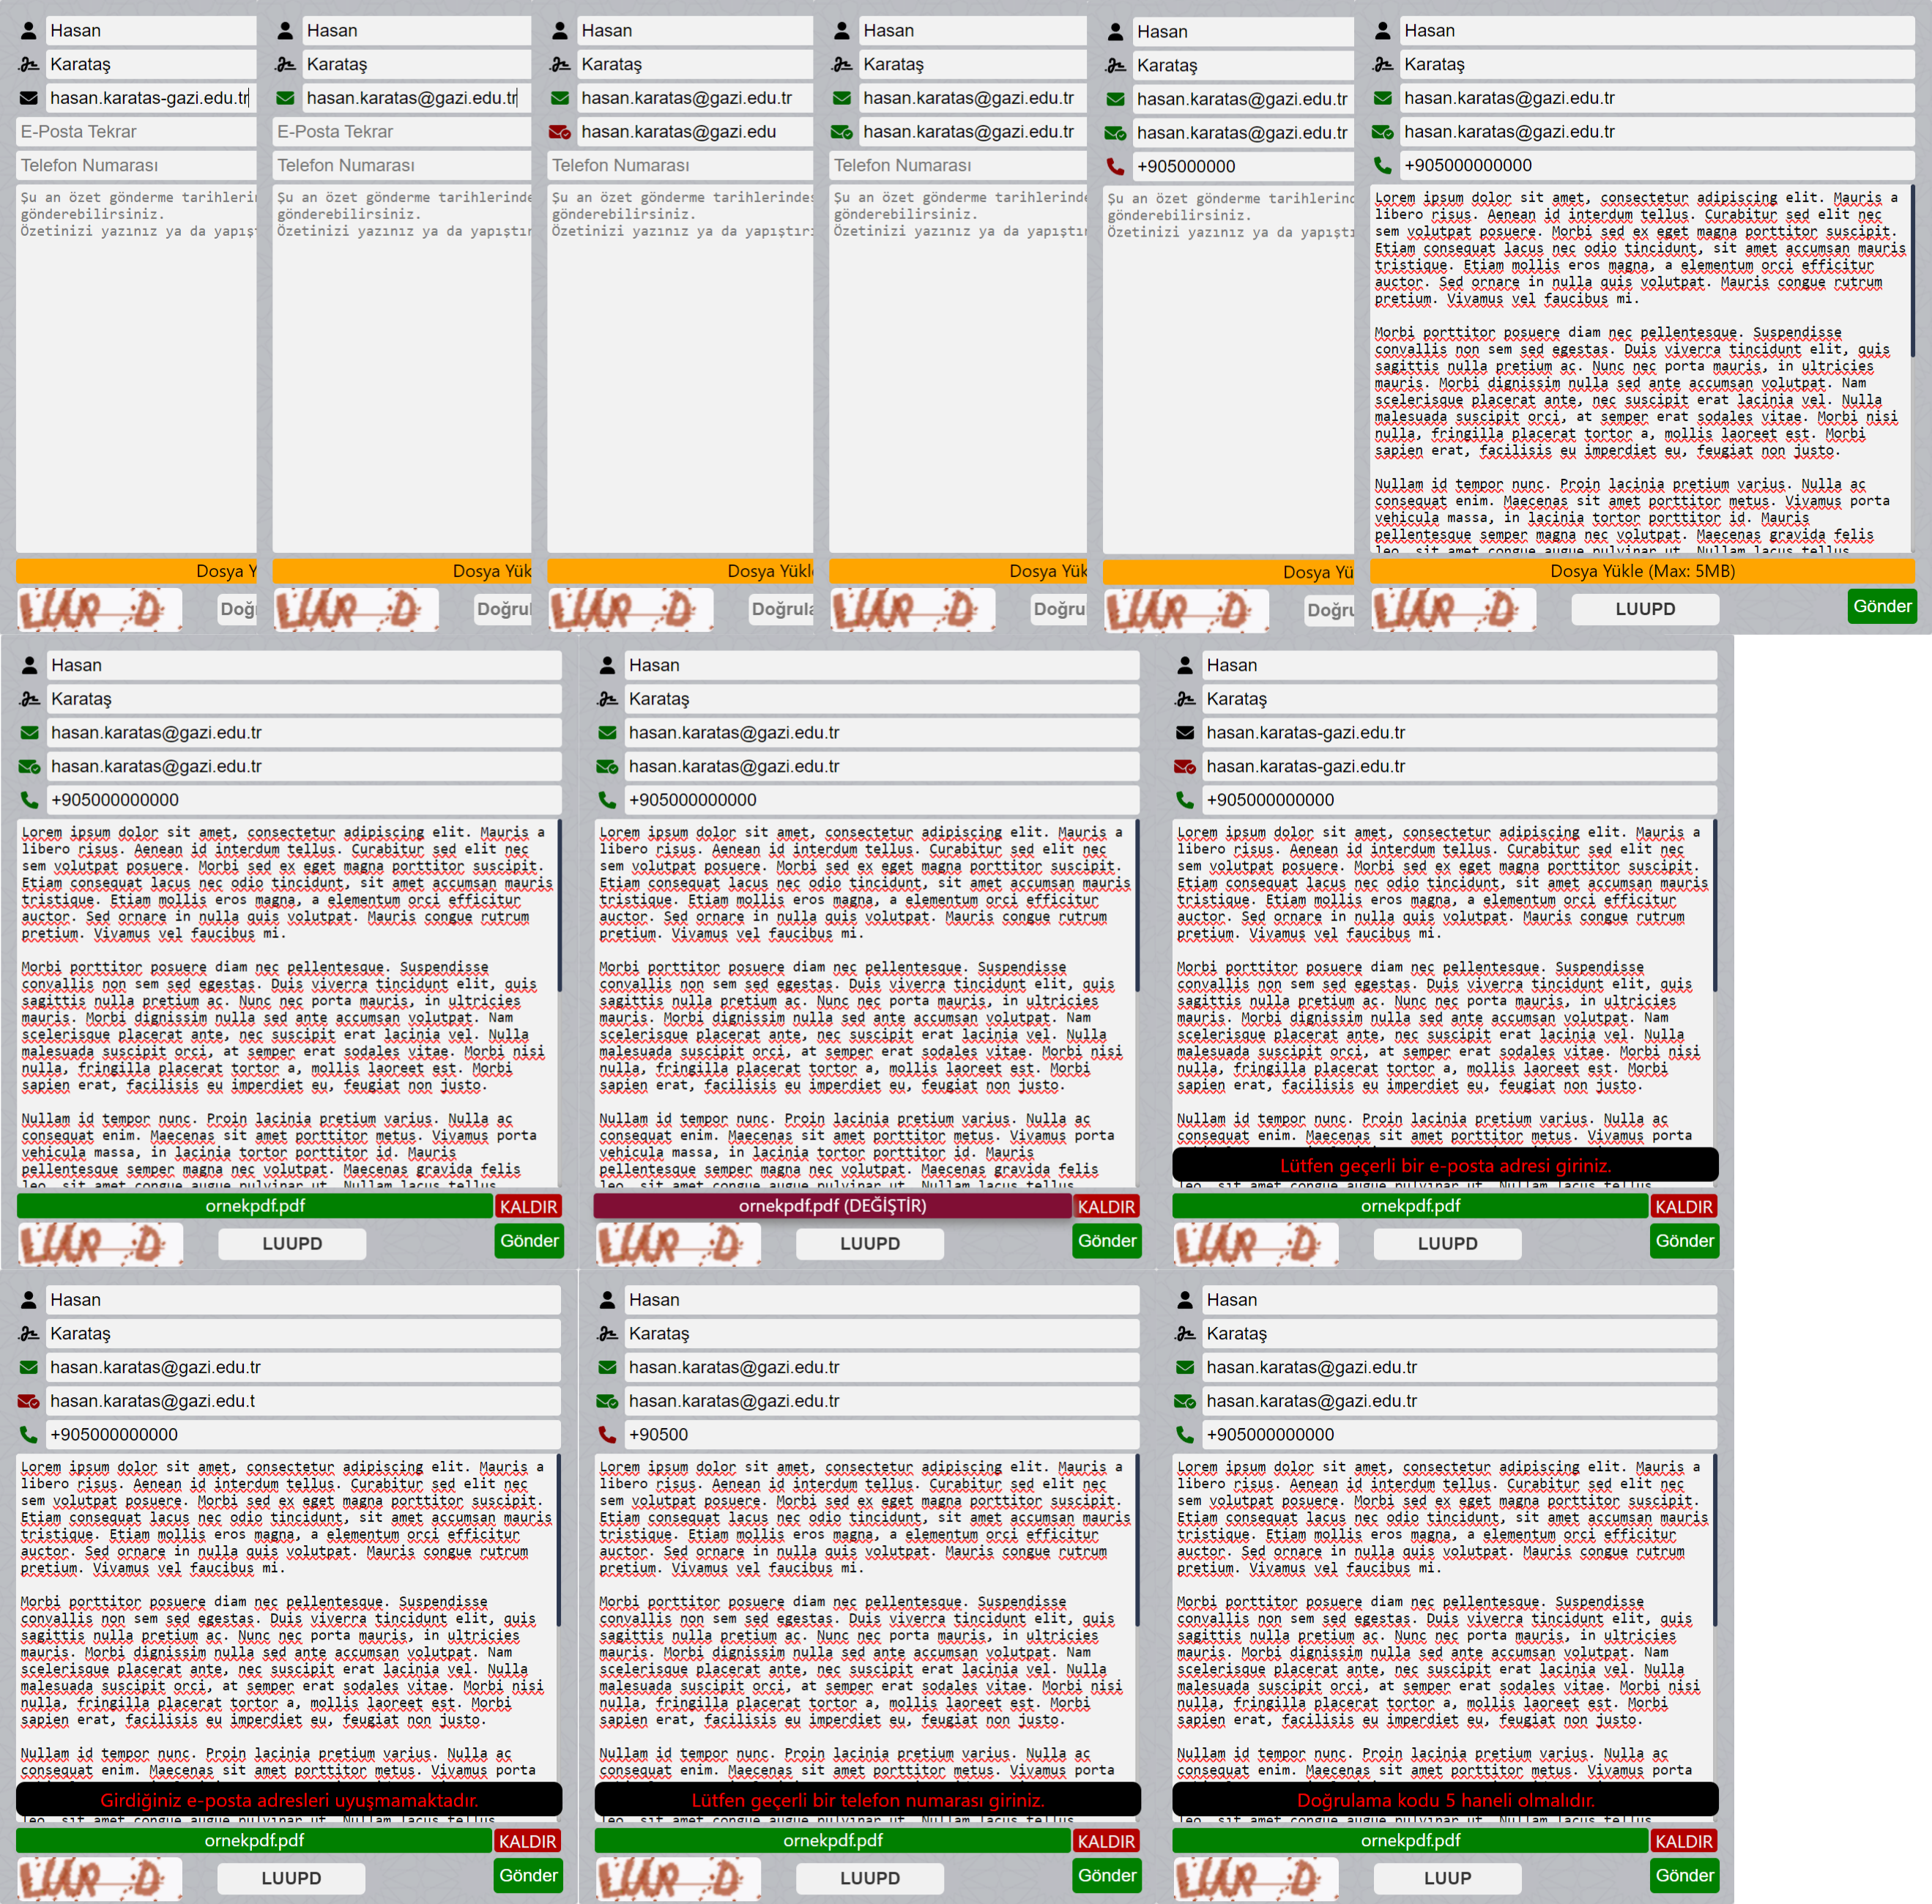 Hasan
Karataş
hasan.karatas-gazi.edu.tr
E-Posta Tekrar
Telefon Numarası
Şu an özet gönderme tarihlerin
gönderebilirsiniz.
Özetinizi yazınız ya da yapışt
Dosya Y
Doğr
Hasan
Karataş
hasan.karatas@gazi.edu.tr
E-Posta Tekrar
Telefon Numarası
Şu an özet gönderme tarihlerinde
gönderebilirsiniz.
Özetinizi yazınız ya da yapıştır
Dosya Yük
Doğrul
Hasan
Karataş
hasan.karatas@gazi.edu.tr
hasan.karatas@gazi.edu
Telefon Numarası
Şu an özet gönderme tarihlerindes
gönderebilirsiniz.
Özetinizi yazınız ya da yapıştırı
Dosya Yükl
Doğrula
Hasan
Karataş
hasan.karatas@gazi.edu.tr
hasan.karatas@gazi.edu.tr
Telefon Numarası
Şu an özet gönderme tarihlerinde
gönderebilirsiniz.
Özetinizi yazınız ya da yapıştır
Dosya Yük
Doğru
Hasan
Karataş
hasan.karatas@gazi.edu.tr
hasan.karatas@gazi.edu.tr
+905000000
Şu an özet gönderme tarihlerind
gönderebilirsiniz.
Özetinizi yazınız ya da yapıştı
Dosya Yü
Doğru
Hasan
Karataş
hasan.karatas@gazi.edu.tr
hasan.karatas@gazi.edu.tr
+905000000000
Lorem ipsum dolor sit amet, consectetur adipiscing elit. Mauris a
libero risus. Aenean id interdum tellus. Curabitur sed elit nec
sem volutpat posuere. Morbi sed ex eget magna porttitor suscipit.
Etiam consequat lacus nec odio tincidunt, sit amet accumsan mauris
tristique. Etiam mollis eros magna, a elementum orci efficitur
auctor. Sed ornare in nulla quis volutpat. Mauris congue rutrum
pretium. Vivamus vel faucibus mi.
Morbi porttitor posuere diam nec pellentesque. Suspendisse
convallis non sem sed egestas. Duis viverra tincidunt elit, quis
sagittis nulla pretium ac. Nunc nec porta mauris, in ultricies
mauris. Morbi dignissim nulla sed ante accumsan volutpat. Nam
scelerisque placerat ante, nec suscipit erat lacinia vel. Nulla
malesuada suscipit orci, at semper erat sodales vitae. Morbi nisi
nulla, fringilla placerat tortor a, mollis laoreet est. Morbi
sapien erat, facilisis eu imperdiet eu, feugiat non justo.
Nullam id tempor nunc. Proin lacinia pretium varius. Nulla ac
consequat enim. Maecenas sit amet porttitor metus. Vivamus porta
vehicula massa, in lacinia tortor porttitor id. Mauris
pellentesque semper magna nec volutpat. Maecenas gravida felis
leo, sit amet congue augue pulvinar ut. Nullam lacus tellus
Dosya Yükle (Max: 5MB)
LUUPD
Gönder
Hasan
Karataş
hasan.karatas@gazi.edu.tr
hasan.karatas@gazi.edu.tr
+905000000000
Lorem ipsum dolor sit amet, consectetur adipiscing elit. Mauris a
libero risus. Aenean id interdum tellus. Curabitur sed elit nec
sem volutpat posuere. Morbi sed ex eget magna porttitor suscipit.
Etiam consequat lacus nec odio tincidunt, sit amet accumsan mauris
tristique. Etiam mollis eros magna, a elementum orci efficitur
auctor. Sed ornare in nulla quis volutpat. Mauris congue rutrum
pretium. Vivamus vel faucibus mi.
Morbi porttitor posuere diam nec pellentesque. Suspendisse
convallis non sem sed egestas. Duis viverra tincidunt elit, quis
sagittis nulla pretium ac. Nunc nec porta mauris, in ultricies
mauris. Morbi dignissim nulla sed ante accumsan volutpat. Nam
scelerisque placerat ante, nec suscipit erat lacinia vel. Nulla
malesuada suscipit orci, at semper erat sodales vitae. Morbi nisi
nulla, fringilla placerat tortor a, mollis laoreet est. Morbi
sapien erat, facilisis eu imperdiet eu, feugiat non justo.
Nullam id tempor nunc. Proin lacinia pretium varius. Nulla ac
consequat enim. Maecenas sit amet porttitor metus. Vivamus porta
vehicula massa, in lacinia tortor porttitor id. Mauris
pellentesque semper magna nec volutpat. Maecenas gravida felis
leo, sit amet congue augue pulvinar ut. Nullam lacus tellus
ornekpdf.pdf
KALDIR
LUUPD
Gönder
Hasan
Karataş
hasan.karatas@gazi.edu.tr
hasan.karatas@gazi.edu.tr
+905000000000
Lorem ipsum dolor sit amet, consectetur adipiscing elit. Mauris a
libero risus. Aenean id interdum tellus. Curabitur sed elit nec
sem volutpat posuere. Morbi sed ex eget magna porttitor suscipit.
Etiam consequat lacus nec odio tincidunt, sit amet accumsan mauris
tristique. Etiam mollis eros magna, a elementum orci efficitur
auctor. Sed ornare in nulla quis volutpat. Mauris congue rutrum
pretium. Vivamus vel faucibus mi.
Morbi porttitor posuere diam nec pellentesque. Suspendisse
convallis non sem sed egestas. Duis viverra tincidunt elit, quis
sagittis nulla pretium ac. Nunc nec porta mauris, in ultricies
mauris. Morbi dignissim nulla sed ante accumsan volutpat. Nam
scelerisque placerat ante, nec suscipit erat lacinia vel. Nulla
malesuada suscipit orci, at semper erat sodales vitae. Morbi nisi
nulla, fringilla placerat tortor a, mollis laoreet est. Morbi
sapien erat, facilisis eu imperdiet eu, feugiat non justo.
Nullam id tempor nunc. Proin lacinia pretium varius. Nulla ac
consequat enim. Maecenas sit amet porttitor metus. Vivamus porta
vehicula massa, in lacinia tortor porttitor id. Mauris
pellentesque semper magna nec volutpat. Maecenas gravida felis
leo, sit amet congue augue pulvinar ut. Nullam lacus tellus
ornekpdf.pdf (DEĞİŞTİR)
KALDIR
LUUPD
Gönder
Hasan
Karataş
hasan.karatas-gazi.edu.tr
hasan.karatas-gazi.edu.tr
+905000000000
Lorem ipsum dolor sit amet, consectetur adipiscing elit. Mauris a
libero risus. Aenean id interdum tellus. Curabitur sed elit nec
sem volutpat posuere. Morbi sed ex eget magna porttitor suscipit.
Etiam consequat lacus nec odio tincidunt, sit amet accumsan mauris
tristique. Etiam mollis eros magna, a elementum orci efficitur
auctor. Sed ornare in nulla quis volutpat. Mauris congue rutrum
pretium. Vivamus vel faucibus mi.
Morbi porttitor posuere diam nec pellentesque. Suspendisse
convallis non sem sed egestas. Duis viverra tincidunt elit, quis
sagittis nulla pretium ac. Nunc nec porta mauris, in ultricies
mauris. Morbi dignissim nulla sed ante accumsan volutpat. Nam
scelerisque placerat ante, nec suscipit erat lacinia vel. Nulla
malesuada suscipit orci, at semper erat sodales vitae. Morbi nisi
nulla, fringilla placerat tortor a, mollis laoreet est. Morbi
sapien erat, facilisis eu imperdiet eu, feugiat non justo.
Nullam id tempor nunc. Proin lacinia pretium varius. Nulla ac
consequat enim. Maecenas sit amet porttitor metus. Vivamus porta
Lütfen geçerli bir e-posta adresi giriniz.
leo, sit amet congue augue pulvinar ut. Nullam lacus tellus
ornekpdf.pdf
KALDIR
LUUPD
Gönder
Hasan
Karataş
hasan.karatas@gazi.edu.tr
hasan.karatas@gazi.edu.t
+905000000000
Lorem ipsum dolor sit amet, consectetur adipiscing elit. Mauris a
libero risus. Aenean id interdum tellus. Curabitur sed elit nec
sem volutpat posuere. Morbi sed ex eget magna porttitor suscipit.
Etiam consequat lacus nec odio tincidunt, sit amet accumsan mauris
tristique. Etiam mollis eros magna, a elementum orci efficitur
auctor. Sed ornare in nulla quis volutpat. Mauris congue rutrum
pretium. Vivamus vel faucibus mi.
Morbi porttitor posuere diam nec pellentesque. Suspendisse
convallis non sem sed egestas. Duis viverra tincidunt elit, quis
sagittis nulla pretium ac. Nunc nec porta mauris, in ultricies
mauris. Morbi dignissim nulla sed ante accumsan volutpat. Nam
scelerisque placerat ante, nec suscipit erat lacinia vel. Nulla
malesuada suscipit orci, at semper erat sodales vitae. Morbi nisi
nulla, fringilla placerat tortor a, mollis laoreet est. Morbi
sapien erat, facilisis eu imperdiet eu, feugiat non justo.
Nullam id tempor nunc. Proin lacinia pretium varius. Nulla ac
consequat enim. Maecenas sit amet porttitor metus. Vivamus porta
Girdiğiniz e-posta adresleri uyuşmamaktadır.
leo, sit amet congue augue pulvinar ut. Nullam lacus tellus
ornekpdf.pdf
KALDIR
LUUPD
Gönder
Hasan
Karataş
hasan.karatas@gazi.edu.tr
hasan.karatas@gazi.edu.tr
+90500
Lorem ipsum dolor sit amet, consectetur adipiscing elit. Mauris a
libero risus. Aenean id interdum tellus. Curabitur sed elit nec
sem volutpat posuere. Morbi sed ex eget magna porttitor suscipit.
Etiam consequat lacus nec odio tincidunt, sit amet accumsan mauris
tristique. Etiam mollis eros magna, a elementum orci efficitur
auctor. Sed ornare in nulla quis volutpat. Mauris congue rutrum
pretium. Vivamus vel faucibus mi.
Morbi porttitor posuere diam nec pellentesque. Suspendisse
convallis non sem sed egestas. Duis viverra tincidunt elit, quis
sagittis nulla pretium ac. Nunc nec porta mauris, in ultricies
mauris. Morbi dignissim nulla sed ante accumsan volutpat. Nam
scelerisque placerat ante, nec suscipit erat lacinia vel. Nulla
malesuada suscipit orci, at semper erat sodales vitae. Morbi nisi
nulla, fringilla placerat tortor a, mollis laoreet est. Morbi
sapien erat, facilisis eu imperdiet eu, feugiat non justo.
Nullam id tempor nunc. Proin lacinia pretium varius. Nulla ac
consequat enim. Maecenas sit amet porttitor metus. Vivamus porta
Lütfen geçerli bir telefon numarası giriniz.
leo, sit amet congue augue pulvinar ut. Nullam lacus tellus
ornekpdf.pdf
KALDIR
LUUPD
Gönder
Hasan
Karataş
hasan.karatas@gazi.edu.tr
hasan.karatas@gazi.edu.tr
+905000000000
Lorem ipsum dolor sit amet, consectetur adipiscing elit. Mauris a
libero risus. Aenean id interdum tellus. Curabitur sed elit nec
sem volutpat posuere. Morbi sed ex eget magna porttitor suscipit.
Etiam consequat lacus nec odio tincidunt, sit amet accumsan mauris
tristique. Etiam mollis eros magna, a elementum orci efficitur
auctor. Sed ornare in nulla quis volutpat. Mauris congue rutrum
pretium. Vivamus vel faucibus mi.
Morbi porttitor posuere diam nec pellentesque. Suspendisse
convallis non sem sed egestas. Duis viverra tincidunt elit, quis
sagittis nulla pretium ac. Nunc nec porta mauris, in ultricies
mauris. Morbi dignissim nulla sed ante accumsan volutpat. Nam
scelerisque placerat ante, nec suscipit erat lacinia vel. Nulla
malesuada suscipit orci, at semper erat sodales vitae. Morbi nisi
nulla, fringilla placerat tortor a, mollis laoreet est. Morbi
sapien erat, facilisis eu imperdiet eu, feugiat non justo.
Nullam id tempor nunc. Proin lacinia pretium varius. Nulla ac
consequat enim. Maecenas sit amet porttitor metus. Vivamus porta
Doğrulama kodu 5 haneli olmalıdır.
leo, sit amet congue augue pulvinar ut. Nullam lacus tellus
ornekpdf.pdf
KALDIR
LUUP
Gönder